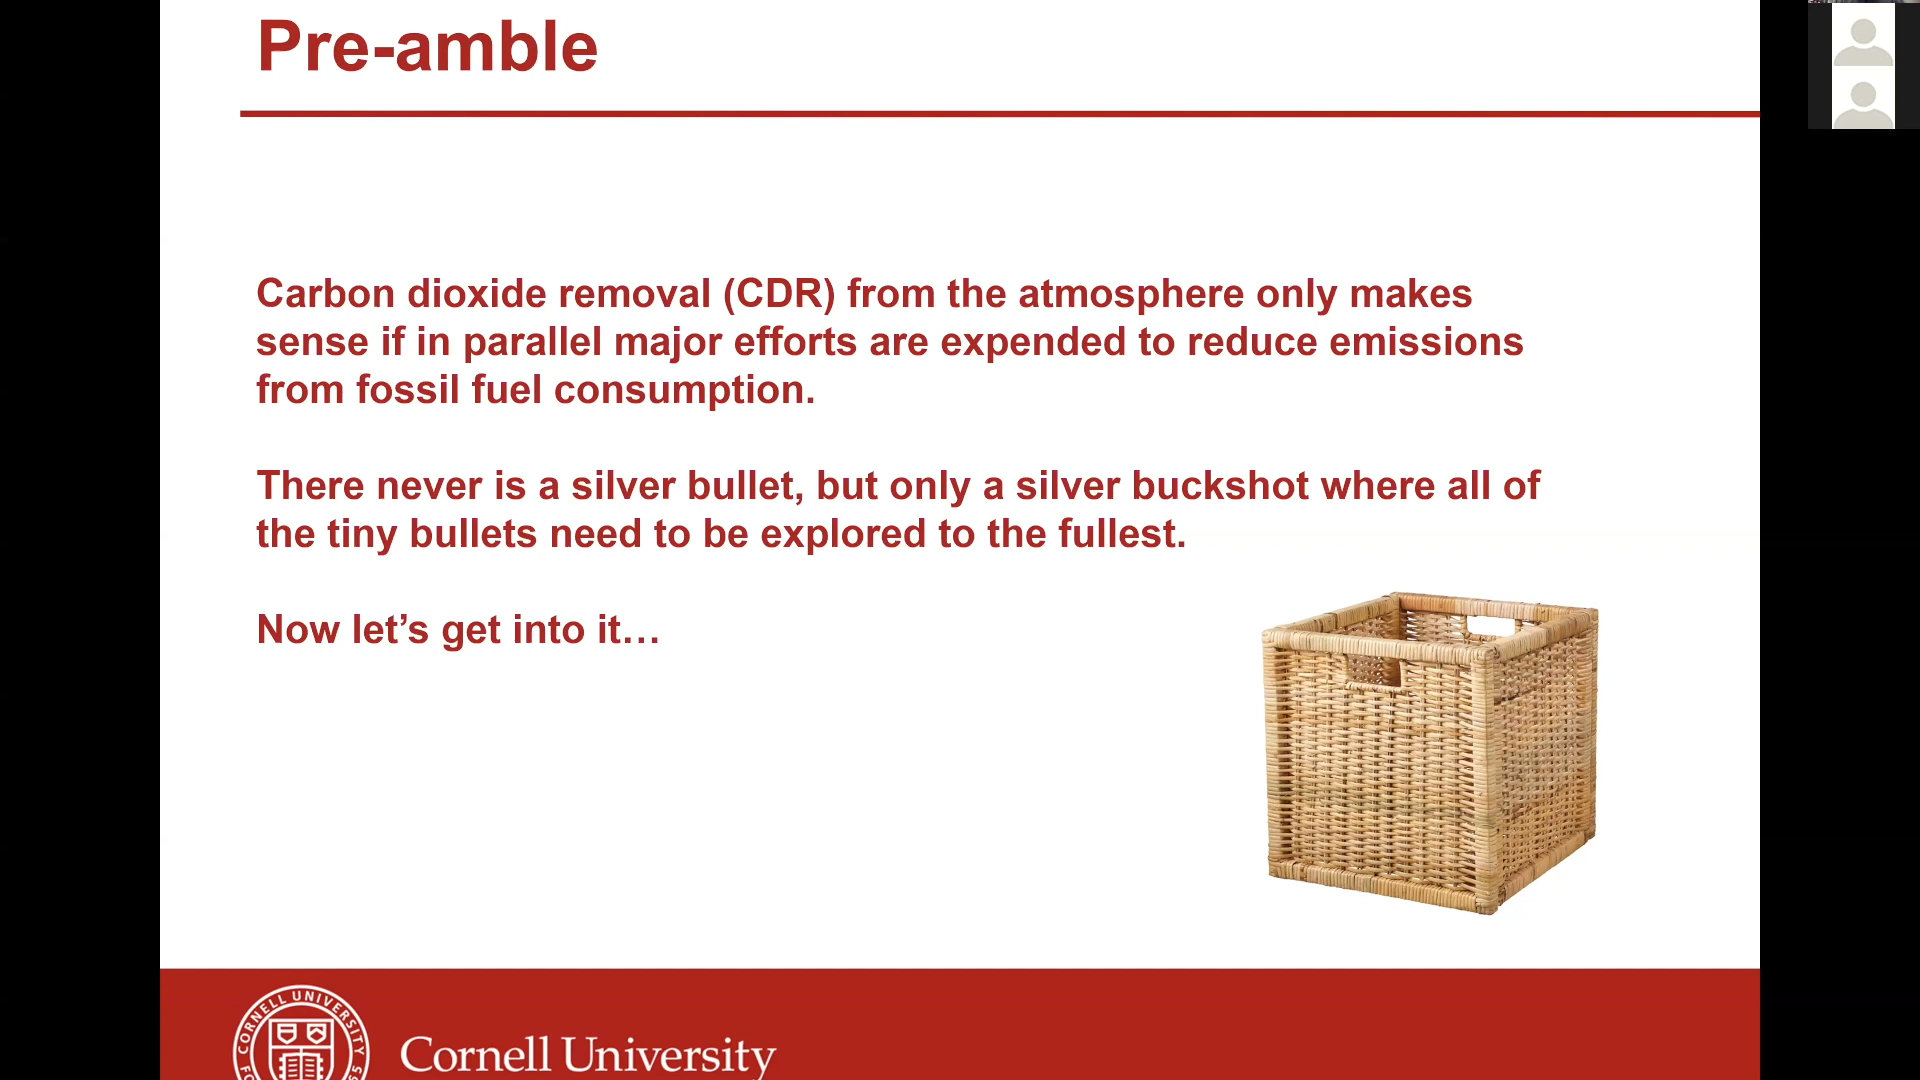 Pre-amble
Carbon dioxide removal (CDR) from the atmosphere only makes
sense if in parallel major efforts are expended to reduce emissions
from fossil fuel consumption.
There never is a silver bullet, but only a silver buckshot where all of
the tiny bullets need to be explored to the fullest.
Now let’s get into it…
CORNELL UNIVERSITY
Cornell University